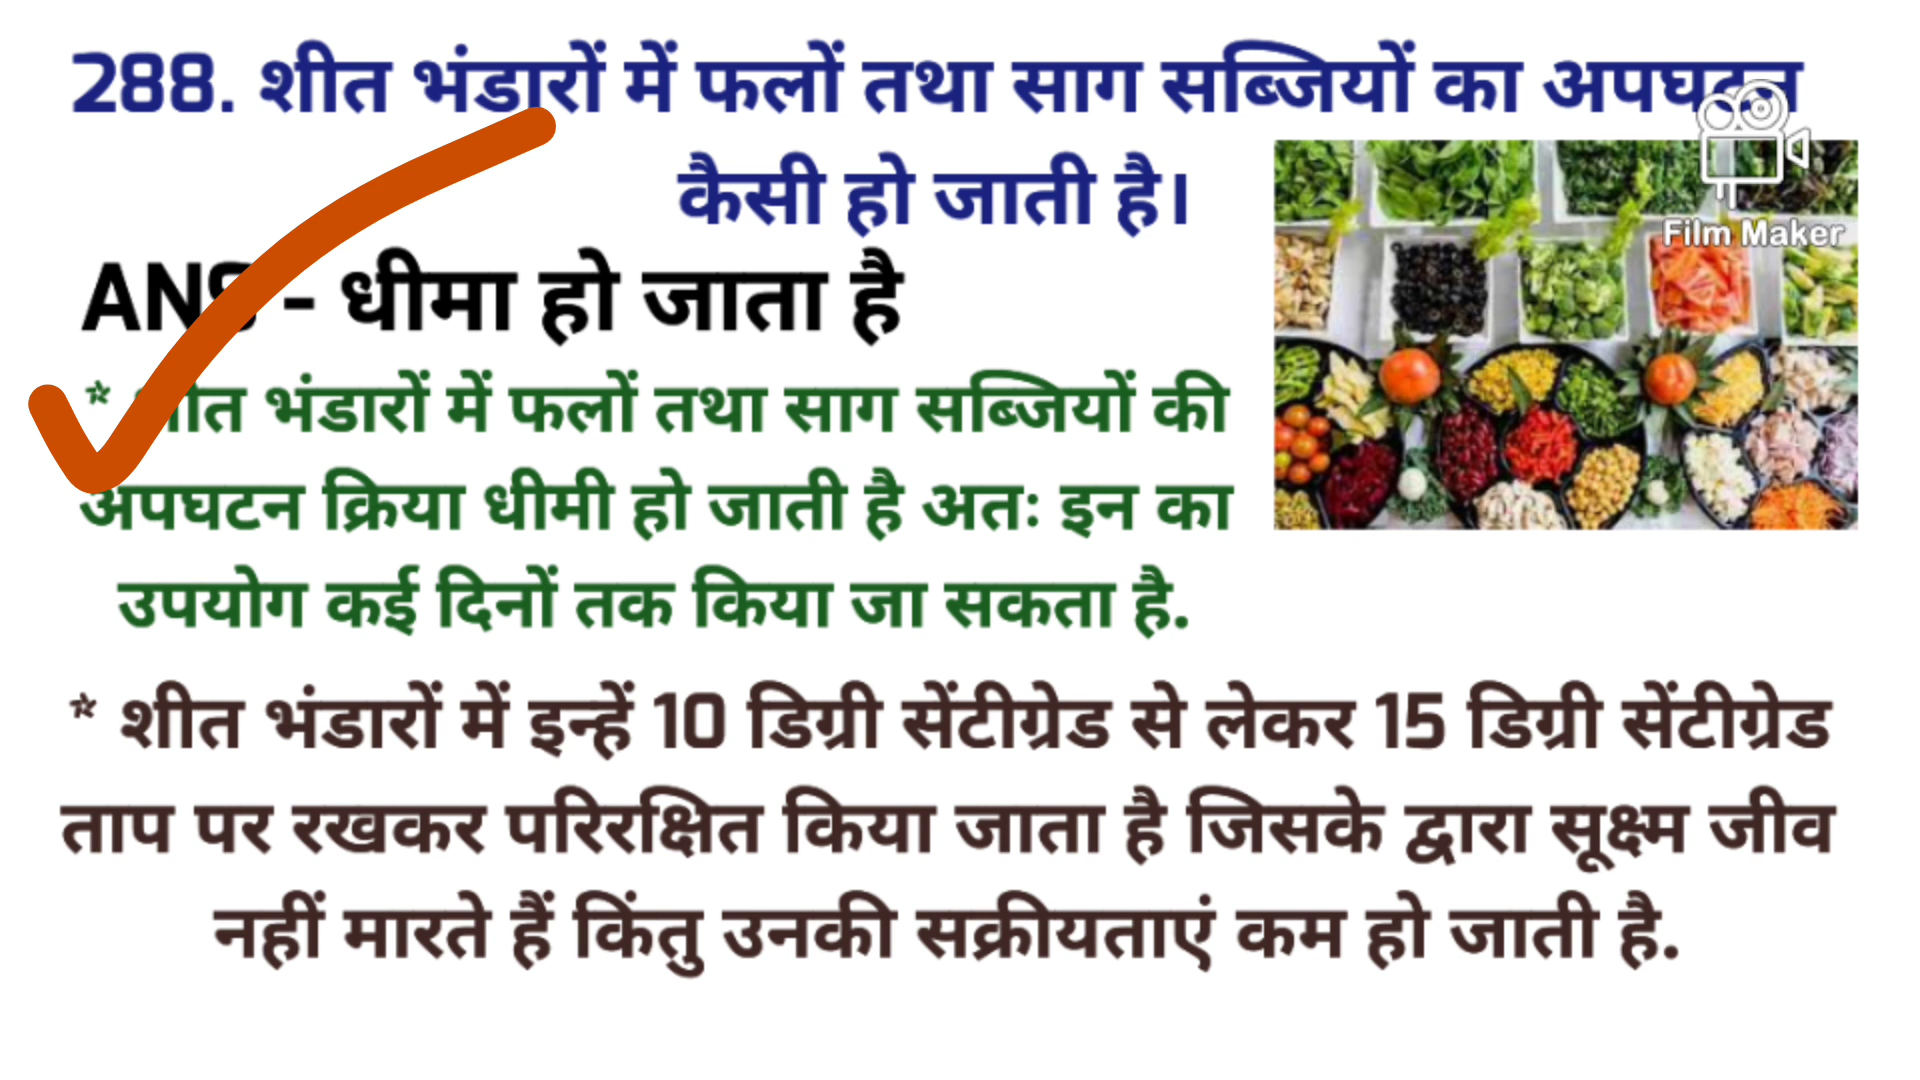 288. शीत भंडारों में फलों तथा साग सब्जियों का अपघटन
कैसी हो जाती है।
Film Maker
ANS - धीमा हो जाता है
* शीत भंडारों में फलों तथा साग सब्जियों की
अपघटन क्रिया धीमी हो जाती है अतः इन का
उपयोग कई दिनों तक किया जा सकता है.
* शीत भंडारों में इन्हें 10 डिग्री सेंटीग्रेड से लेकर 15 डिग्री सेंटीग्रेड
ताप पर रखकर परिरक्षित किया जाता है जिसके द्वारा सूक्ष्म जीव
नहीं मारते हैं किंतु उनकी सक्रीयताएं कम हो जाती है.